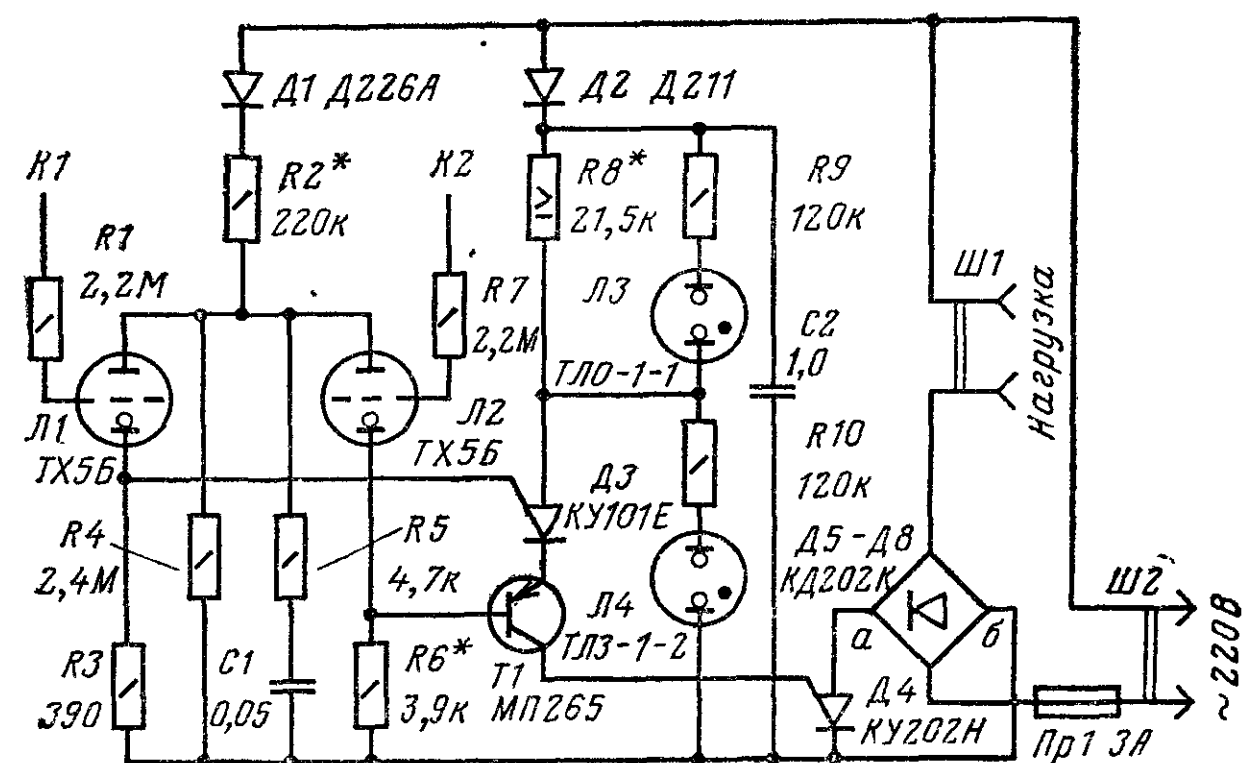 Д1 Д226А
Д2 Д211
К1
R2*
220к
К2
R8*
21,5к
R9
120к
R1
2,2М
R7
2,2М
Л3
ТЛО-1-1
С2
1,0
Ш1
Нагрузка
Л1
ТХ5Б
Л2
ТХ5Б
Д3
КУ101Е
R10
120к
R4
2,4М
R5
4,7к
Д5-Д8
КД202К
Ш2
~220В
Л4
ТЛЗ-1-2
а
б
R3
390
С1
0,05
R6*
3,9к
Т1
МП26Б
Д4
КУ202Н
Пр1 3А